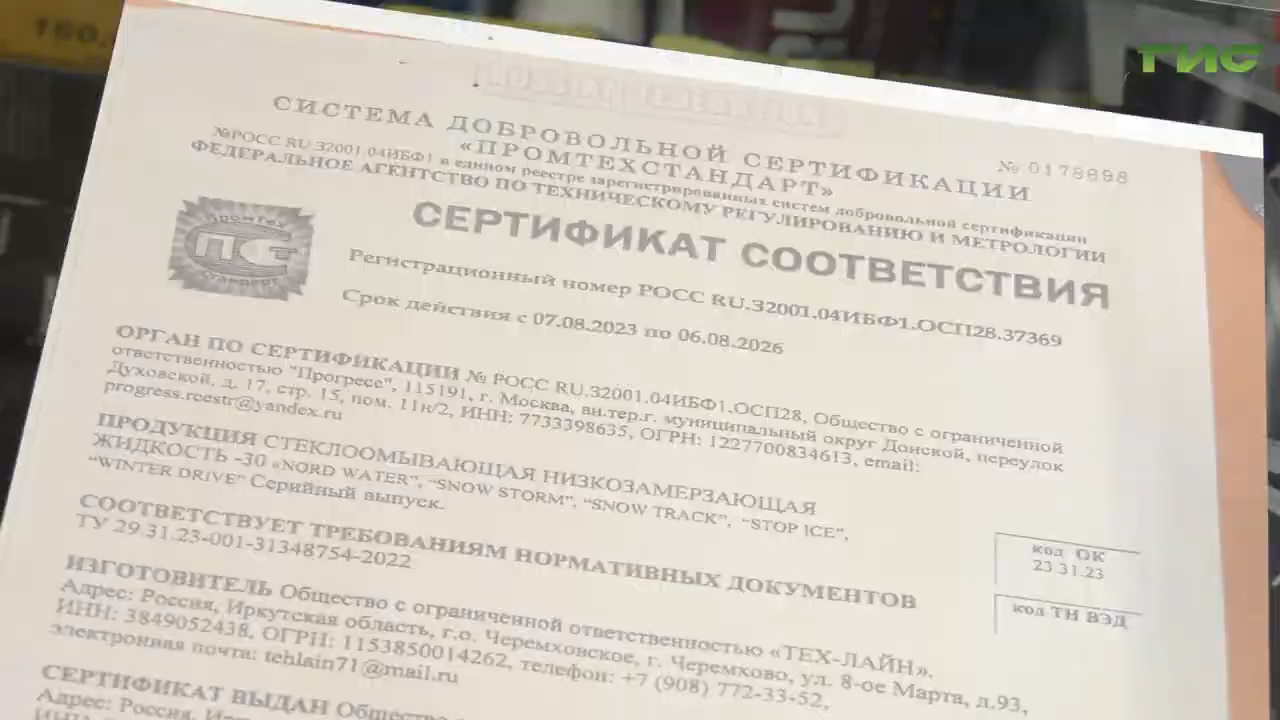 ТИС
RUSSIAN FEDERATION
СИСТЕМА ДОБРОВОЛЬНОЙ СЕРТИФИКАЦИИ
«ПРОМТЕХСТАНДАРТ»
№ 0178898
№РОСС RU.32001.04ИБФ1 в едином реестре зарегистрированных систем добровольной сертификации
ФЕДЕРАЛЬНОЕ АГЕНТСТВО ПО ТЕХНИЧЕСКОМУ РЕГУЛИРОВАНИЮ И МЕТРОЛОГИИ
ПромТех
ПС
Стандарт
СЕРТИФИКАТ СООТВЕТСТВИЯ
Регистрационный номер РОСС RU.32001.04ИБФ1.ОСП28.37369
Срок действия с 07.08.2023 по 06.08.2026
ОРГАН ПО СЕРТИФИКАЦИИ № РОСС RU.32001.04ИБФ1.ОСП28, Общество с ограниченной
ответственностью "Прогресс", 115191, г. Москва, вн.тер.г. муниципальный округ Донской, переулок
Духовской, д. 17, стр. 15, пом. 11н/2, ИНН: 7733398635, ОГРН: 1227700834613, email:
progress.reestr@yandex.ru
ПРОДУКЦИЯ СТЕКЛООМЫВАЮЩАЯ НИЗКОЗАМЕРЗАЮЩАЯ
ЖИДКОСТЬ -30 «NORD WATER", "SNOW STORM", "SNOW TRACK", "STOP ICE",
"WINTER DRIVE" Серийный выпуск.
код ОК
23.31.23
СООТВЕТСТВУЕТ ТРЕБОВАНИЯМ НОРМАТИВНЫХ ДОКУМЕНТОВ
ТУ 29.31.23-001-31348754-2022
код ТН ВЭД
ИЗГОТОВИТЕЛЬ Общество с ограниченной ответственностью «ТЕХ-ЛАЙН».
Адрес: Россия, Иркутская область, г.о. Черемховское, г. Черемхово, ул. 8-ое Марта, д.93,
ИНН: 3849052438, ОГРН: 1153850014262, телефон: +7 (908) 772-33-52,
электронная почта: tehlain71@mail.ru
СЕРТИФИКАТ ВЫДАН Общество с
Адрес: Россия,